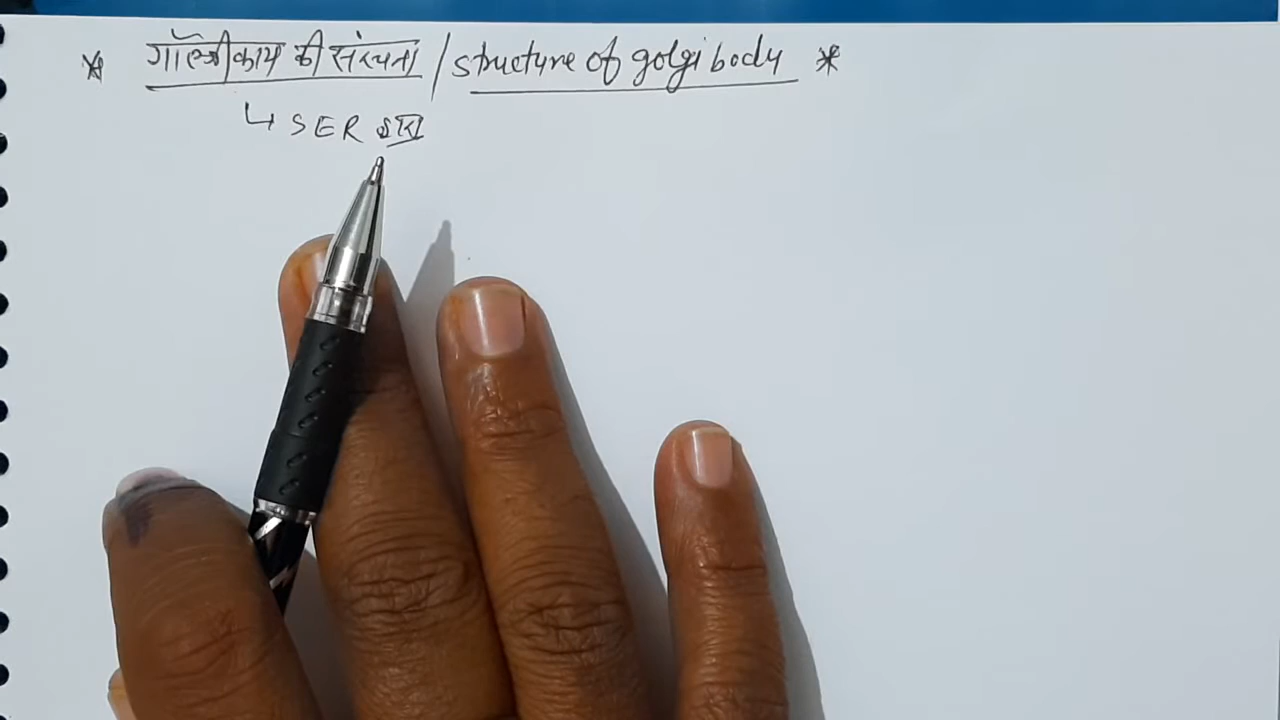 * गॉल्जीकाय की संरचना / structure of golgi body *
↳ SER द्वारा